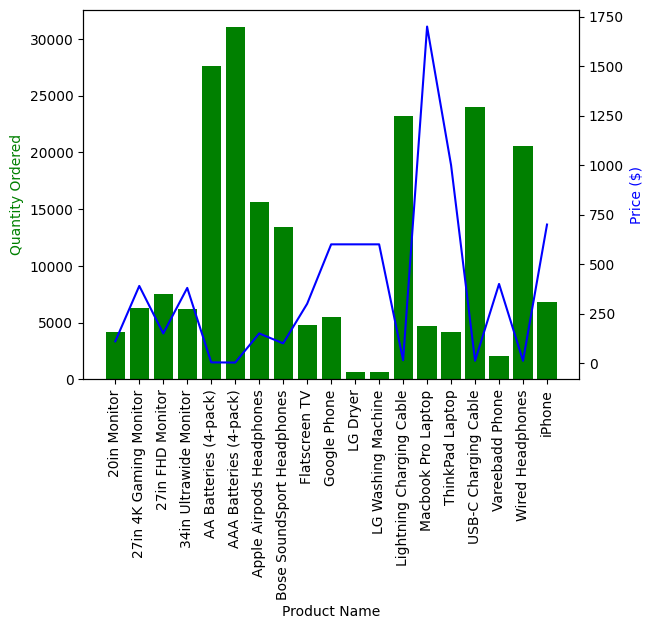 30000
25000
20000
15000
10000
5000
0
Quantity Ordered
1750
1500
1250
1000
750
500
250
0
Price ($)
20in Monitor
27in 4K Gaming Monitor
27in FHD Monitor
34in Ultrawide Monitor
AA Batteries (4-pack)
AAA Batteries (4-pack)
Apple Airpods Headphones
Bose SoundSport Headphones
Flatscreen TV
Google Phone
LG Dryer
LG Washing Machine
Lightning Charging Cable
Macbook Pro Laptop
ThinkPad Laptop
USB-C Charging Cable
Vareebadd Phone
Wired Headphones
iPhone
Product Name